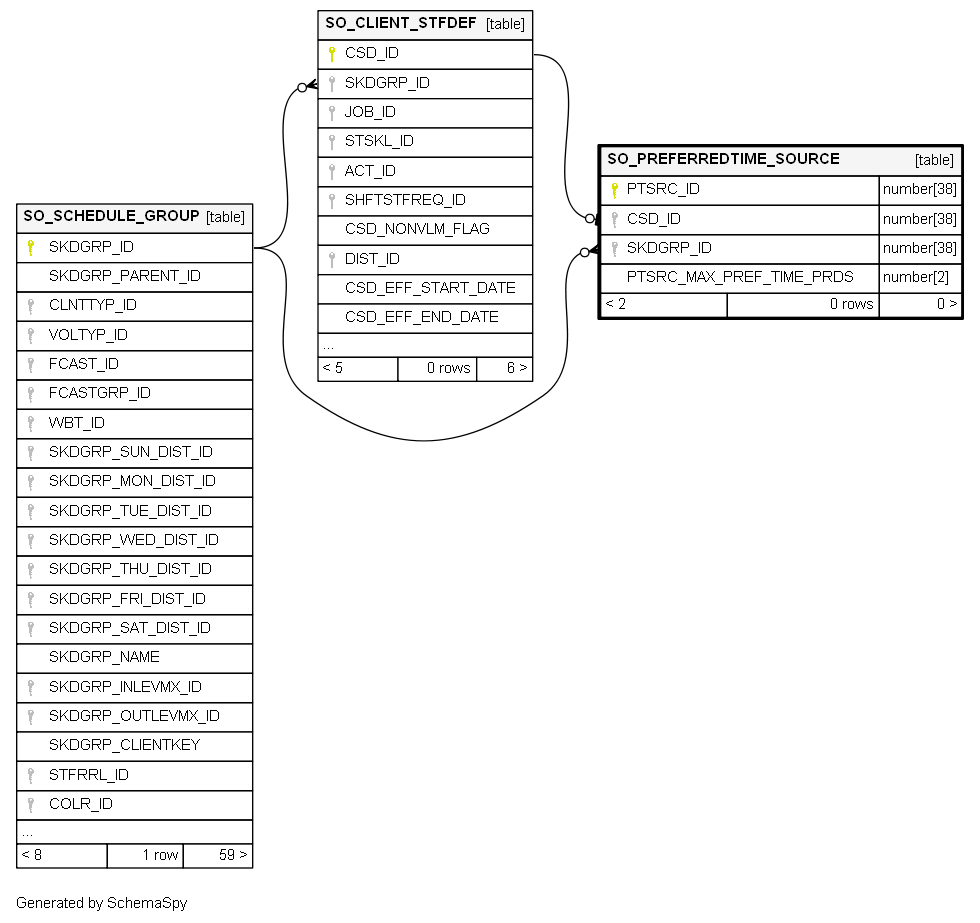 SO_CLIENT_STFDEF [table]
CSD_ID
SKDGRP_ID
JOB_ID
STSKL_ID
ACT_ID
SHFTSTFREQ_ID
CSD_NONVLM_FLAG
DIST_ID
CSD_EFF_START_DATE
CSD_EFF_END_DATE
...
< 5 0 rows 6 >
SO_PREFERREDTIME_SOURCE [table]
PTSRC_ID number[38]
CSD_ID number[38]
SKDGRP_ID number[38]
PTSRC_MAX_PREF_TIME_PRDS number[2]
< 2 0 rows 0 >
SO_SCHEDULE_GROUP [table]
SKDGRP_ID
SKDGRP_PARENT_ID
CLNTTYP_ID
VOLTYP_ID
FCAST_ID
FCASTGRP_ID
WBT_ID
SKDGRP_SUN_DIST_ID
SKDGRP_MON_DIST_ID
SKDGRP_TUE_DIST_ID
SKDGRP_WED_DIST_ID
SKDGRP_THU_DIST_ID
SKDGRP_FRI_DIST_ID
SKDGRP_SAT_DIST_ID
SKDGRP_NAME
SKDGRP_INLEVMX_ID
SKDGRP_OUTLEVMX_ID
SKDGRP_CLIENTKEY
STFRRL_ID
COLR_ID
...
< 8 1 row 59 >
Generated by SchemaSpy